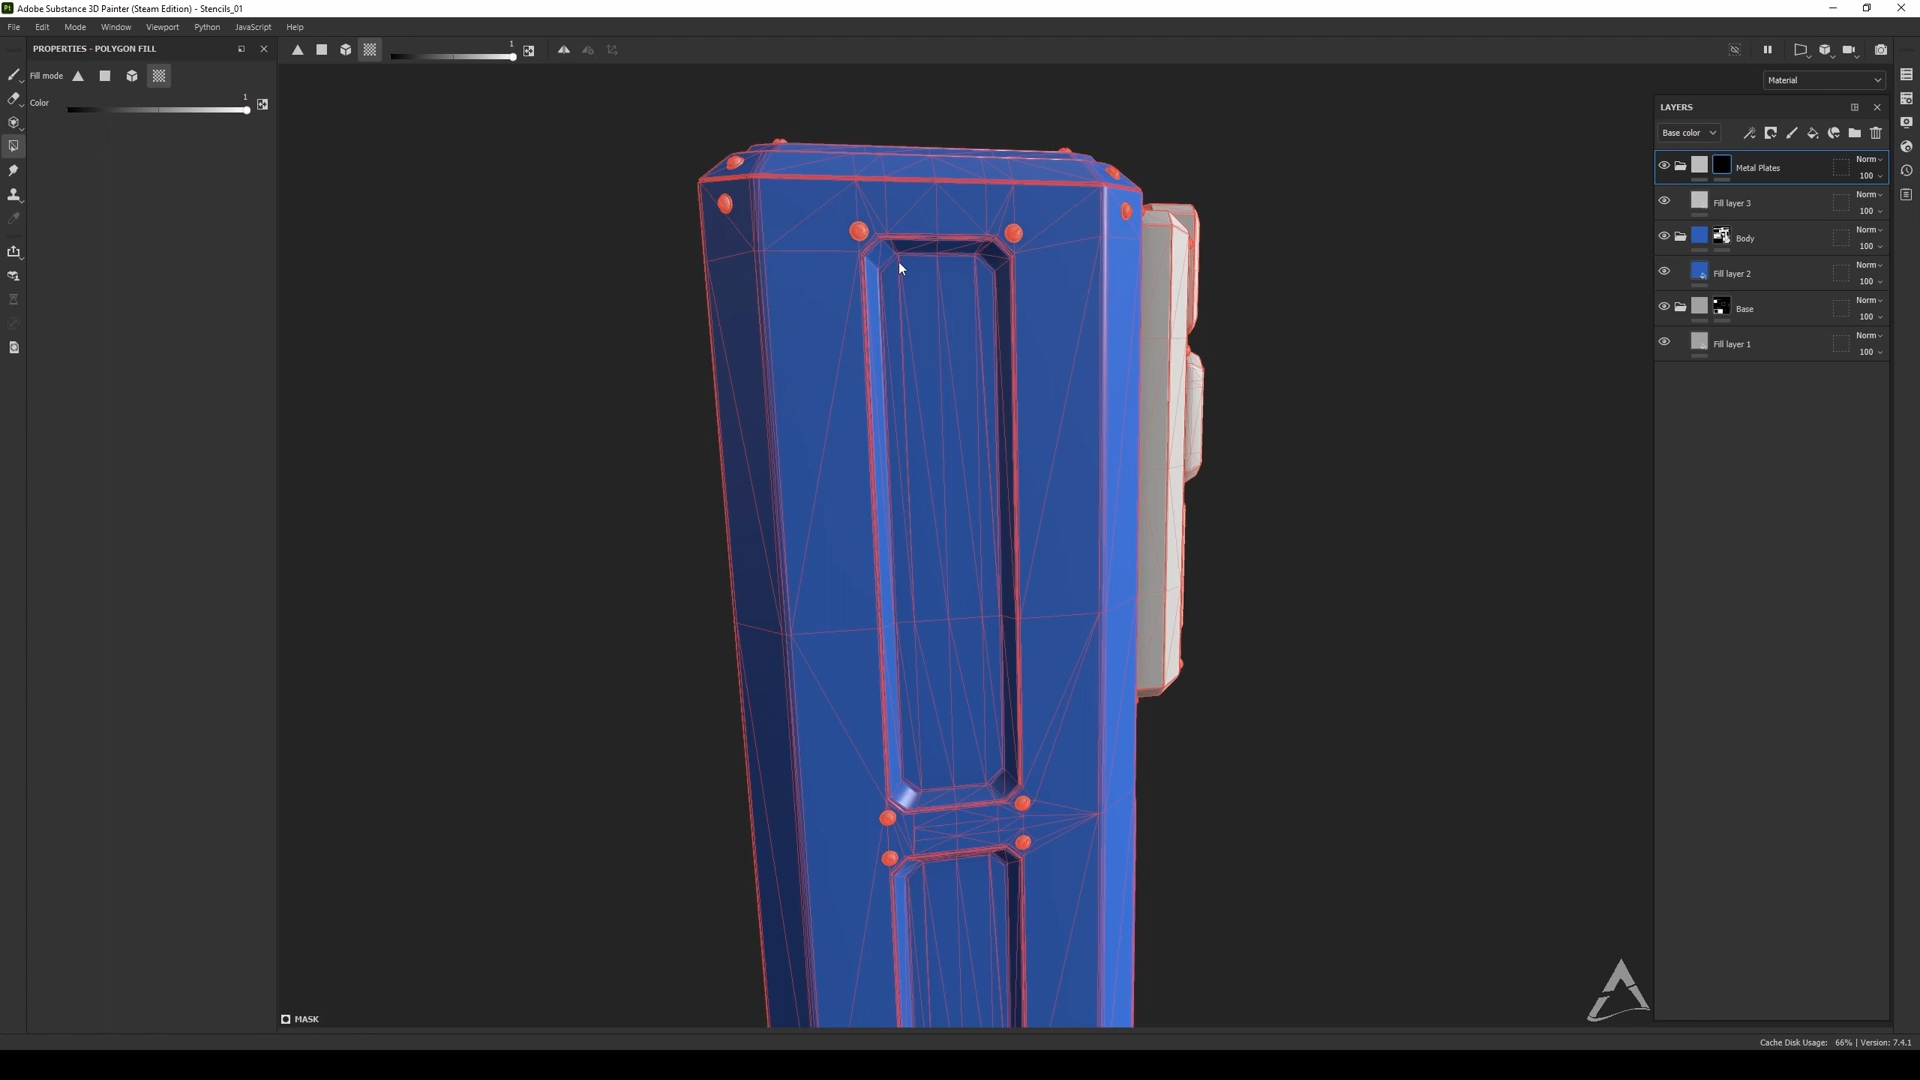 Pt Adobe Substance 3D Painter (Steam Edition) - Stencils_01
File Edit Mode Window Viewport Python JavaScript Help
PROPERTIES - POLYGON FILL
1
Fill mode
Color 1
Material
LAYERS
Base color
Metal Plates Norm 100
Fill layer 3 Norm 100
Body Norm 100
Fill layer 2 Norm 100
Base Norm 100
Fill layer 1 Norm 100
MASK
Cache Disk Usage: 66% | Version: 7.4.1